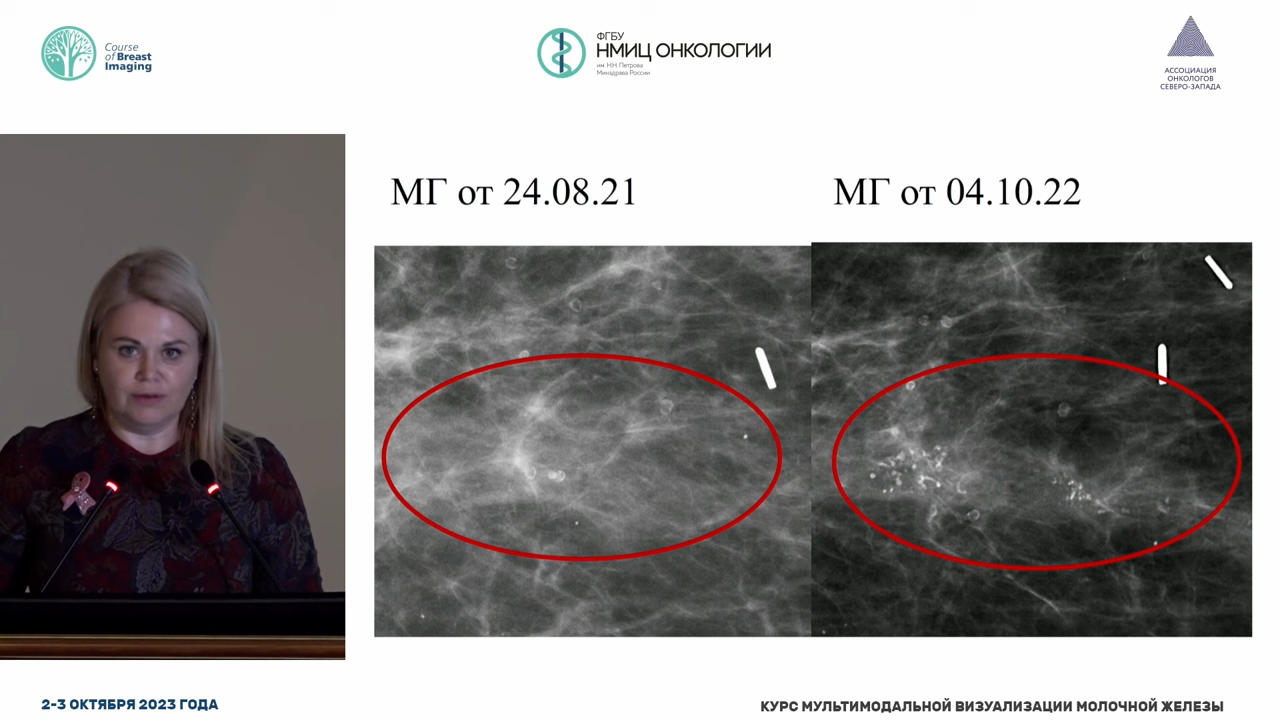 Course
of Breast
Imaging
ФГБУ
НМИЦ ОНКОЛОГИИ
им. Н.Н. Петрова
Минздрава России
АССОЦИАЦИЯ
ОНКОЛОГОВ
СЕВЕРО-ЗАПАДА
МГ от 24.08.21
МГ от 04.10.22
2-3 ОКТЯБРЯ 2023 ГОДА
КУРС МУЛЬТИМОДАЛЬНОЙ ВИЗУАЛИЗАЦИИ МОЛОЧНОЙ ЖЕЛЕЗЫ